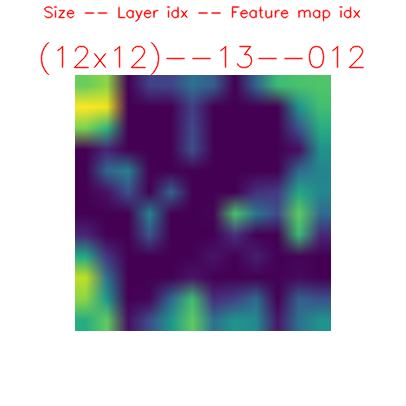 Size -- Layer idx -- Feature map idx
(12x12)--13--012